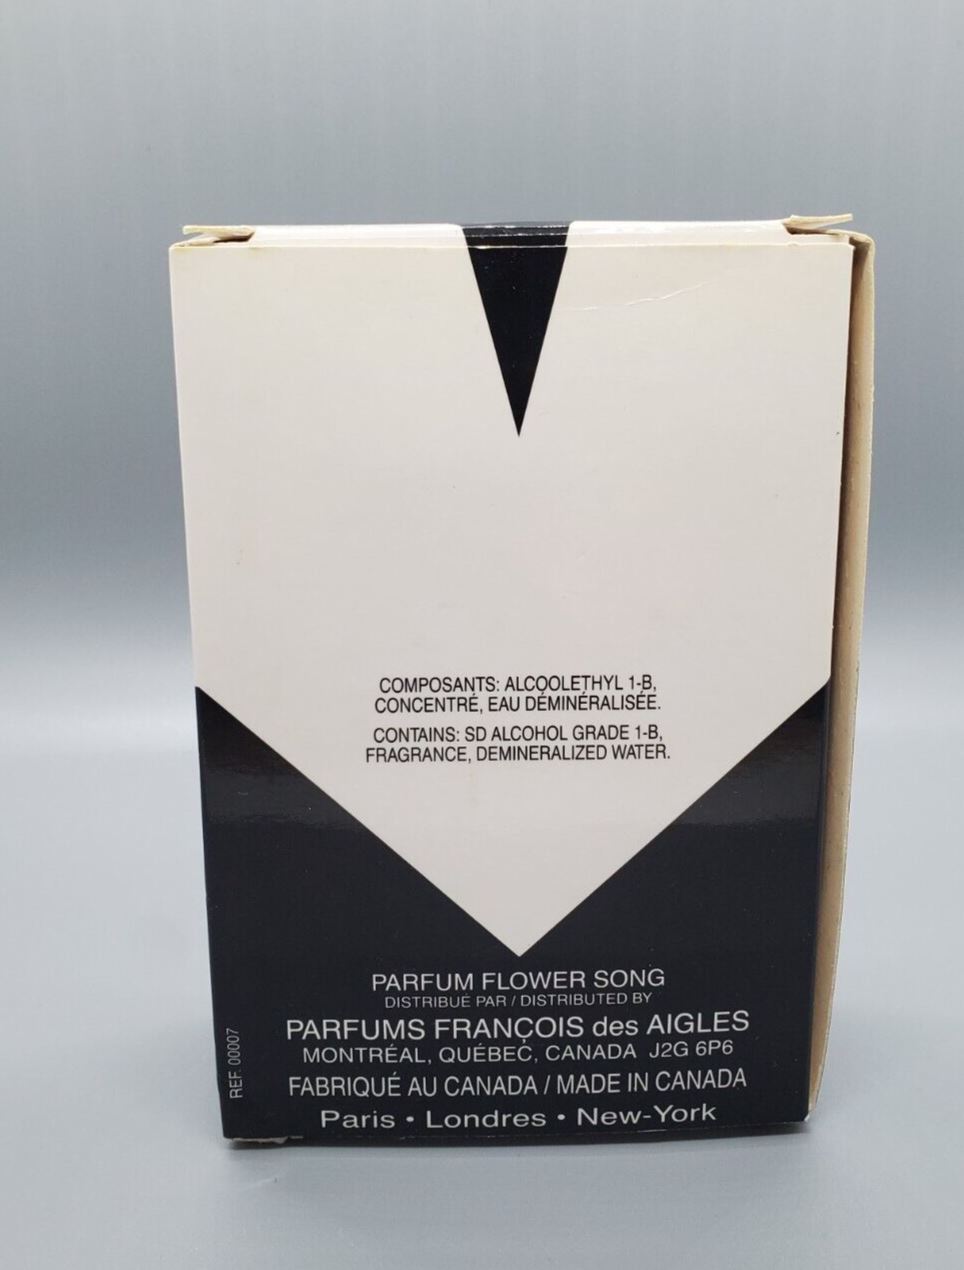 COMPOSANTS: ALCOOLETHYL 1-B,
CONCENTRÉ, EAU DÉMINÉRALISÉE.
CONTAINS: SD ALCOHOL GRADE 1-B,
FRAGRANCE, DEMINERALIZED WATER.
PARFUM FLOWER SONG
DISTRIBUÉ PAR / DISTRIBUTED BY
PARFUMS FRANÇOIS des AIGLES
MONTRÉAL, QUÉBEC, CANADA J2G 6P6
FABRIQUÉ AU CANADA / MADE IN CANADA
Paris • Londres • New-York
REF. 00007